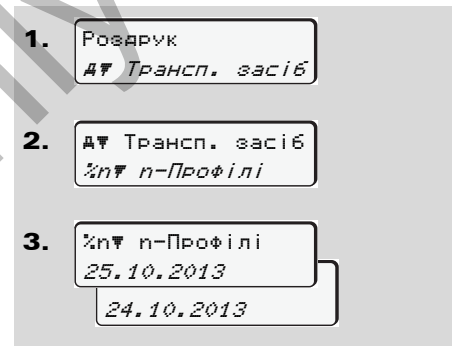 1.
Роздрук
A▼ Трансп. засіб
2.
A▼ Трансп. засіб
%n▼ n-Профілі
3.
%n▼ n-Профілі
25.10.2013
24.10.2013